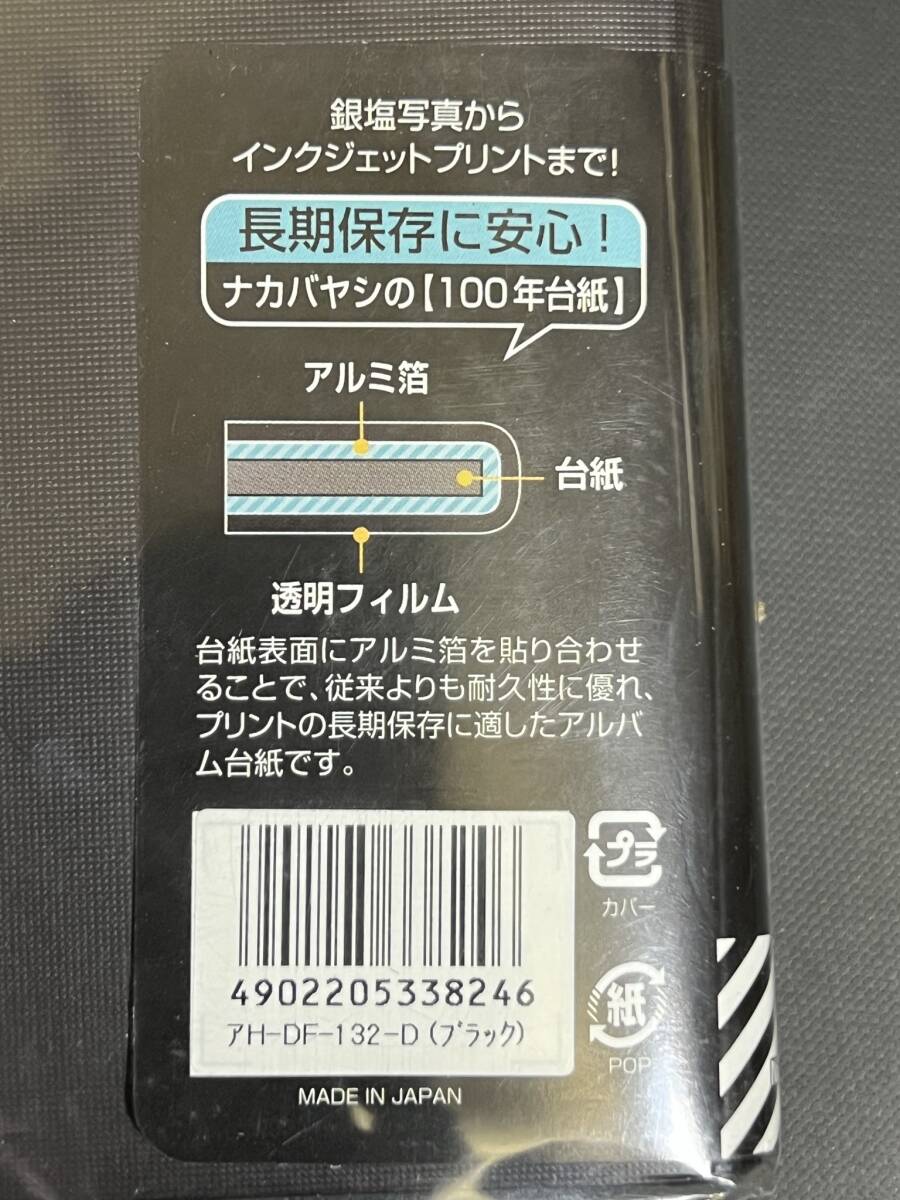 銀塩写真から
インクジェットプリントまで!
長期保存に安心!
ナカバヤシの【100年台紙】
アルミ箔
台紙
透明フィルム
台紙表面にアルミ箔を貼り合わせ
ることで、従来よりも耐久性に優れ、
プリントの長期保存に適したアルバ
ム台紙です。
プラ
カバー
4902205338246
アH-DF-132-D(ブラック)
紙
POP
MADE IN JAPAN